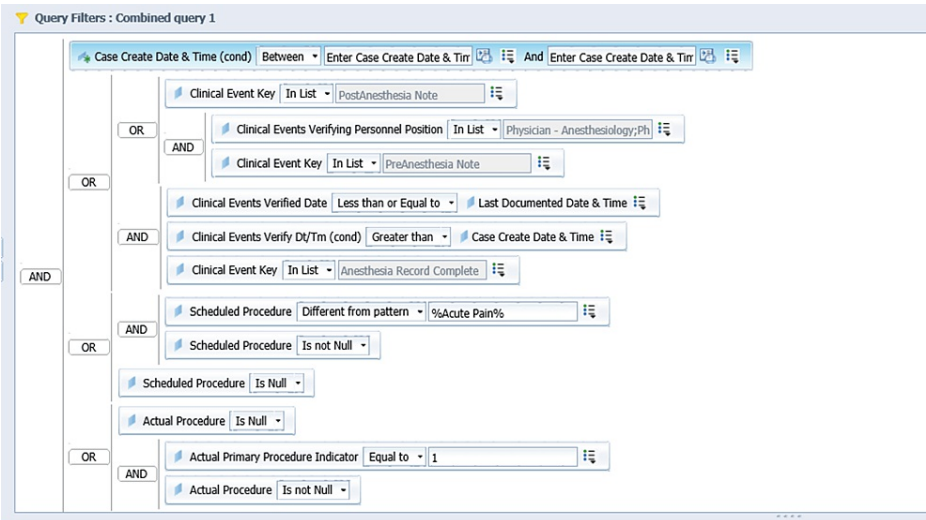 Query Filters : Combined query 1
Case Create Date & Time (cond) Between Enter Case Create Date & Tim And Enter Case Create Date & Tim
Clinical Event Key In List PostAnesthesia Note
OR
Clinical Events Verifying Personnel Position In List Physician - Anesthesiology;Ph
AND
Clinical Event Key In List PreAnesthesia Note
OR
Clinical Events Verified Date Less than or Equal to Last Documented Date & Time
AND
Clinical Events Verify Dt/Tm (cond) Greater than Case Create Date & Time
Clinical Event Key In List Anesthesia Record Complete
AND
Scheduled Procedure Different from pattern %Acute Pain%
AND
OR
Scheduled Procedure Is not Null
Scheduled Procedure Is Null
Actual Procedure Is Null
OR
Actual Primary Procedure Indicator Equal to 1
AND
Actual Procedure Is not Null